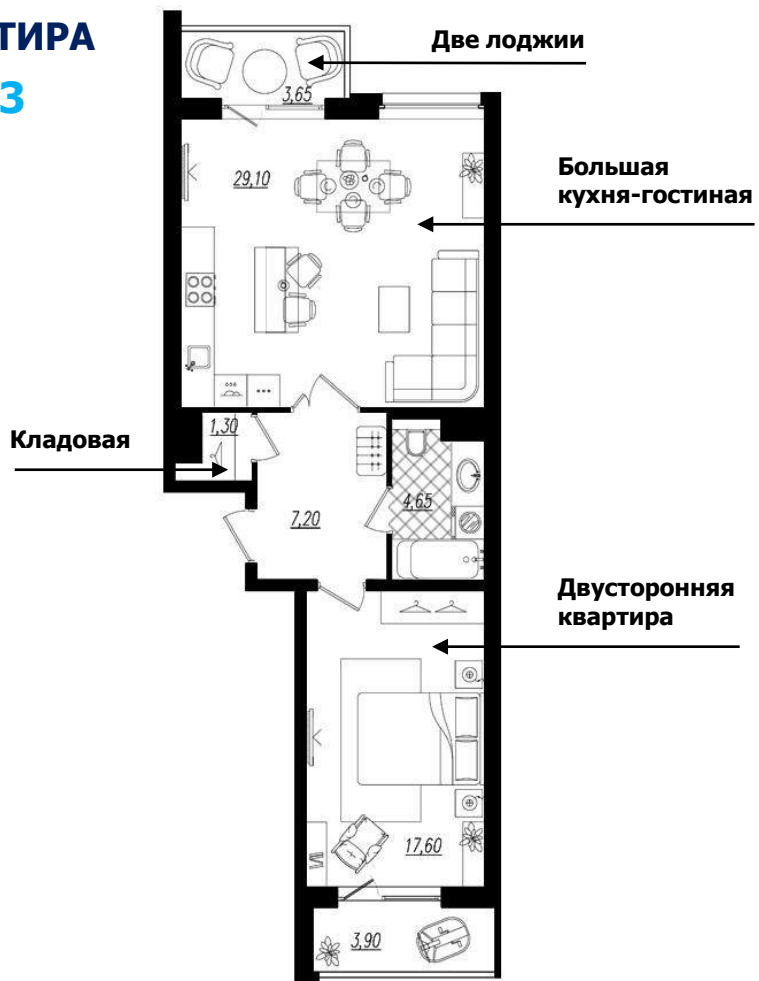 ТИРА
3
Две лоджии
3,65
29,10
Большая
кухня-гостиная
1,30
Кладовая
4,65
7,20
Двусторонняя
квартира
17,60
3,90